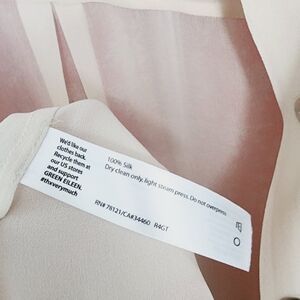 We'd like our
clothes back.
Recycle them at
our US stores
and support
GREEN EILEEN.
#thxverymuch
100% Silk
Dry clean only, light steam press. Do not overpress
RN# 78121/CA#34460 R4GT